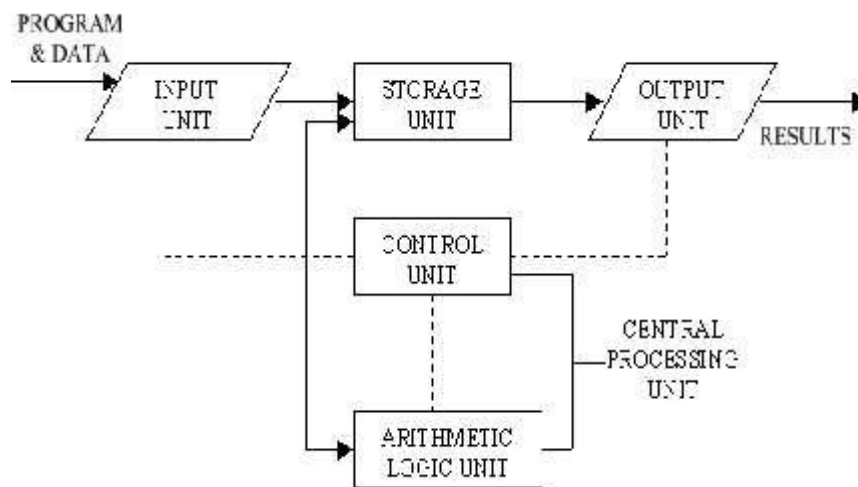 PROGRAM
& DATA
INPUT
UNIT
STORAGE
UNIT
OUTPUT
UNIT
RESULTS
CONTROL
UNIT
CENTRAL
PROCESSING
UNIT
ARITHMETIC
LOGIC UNIT